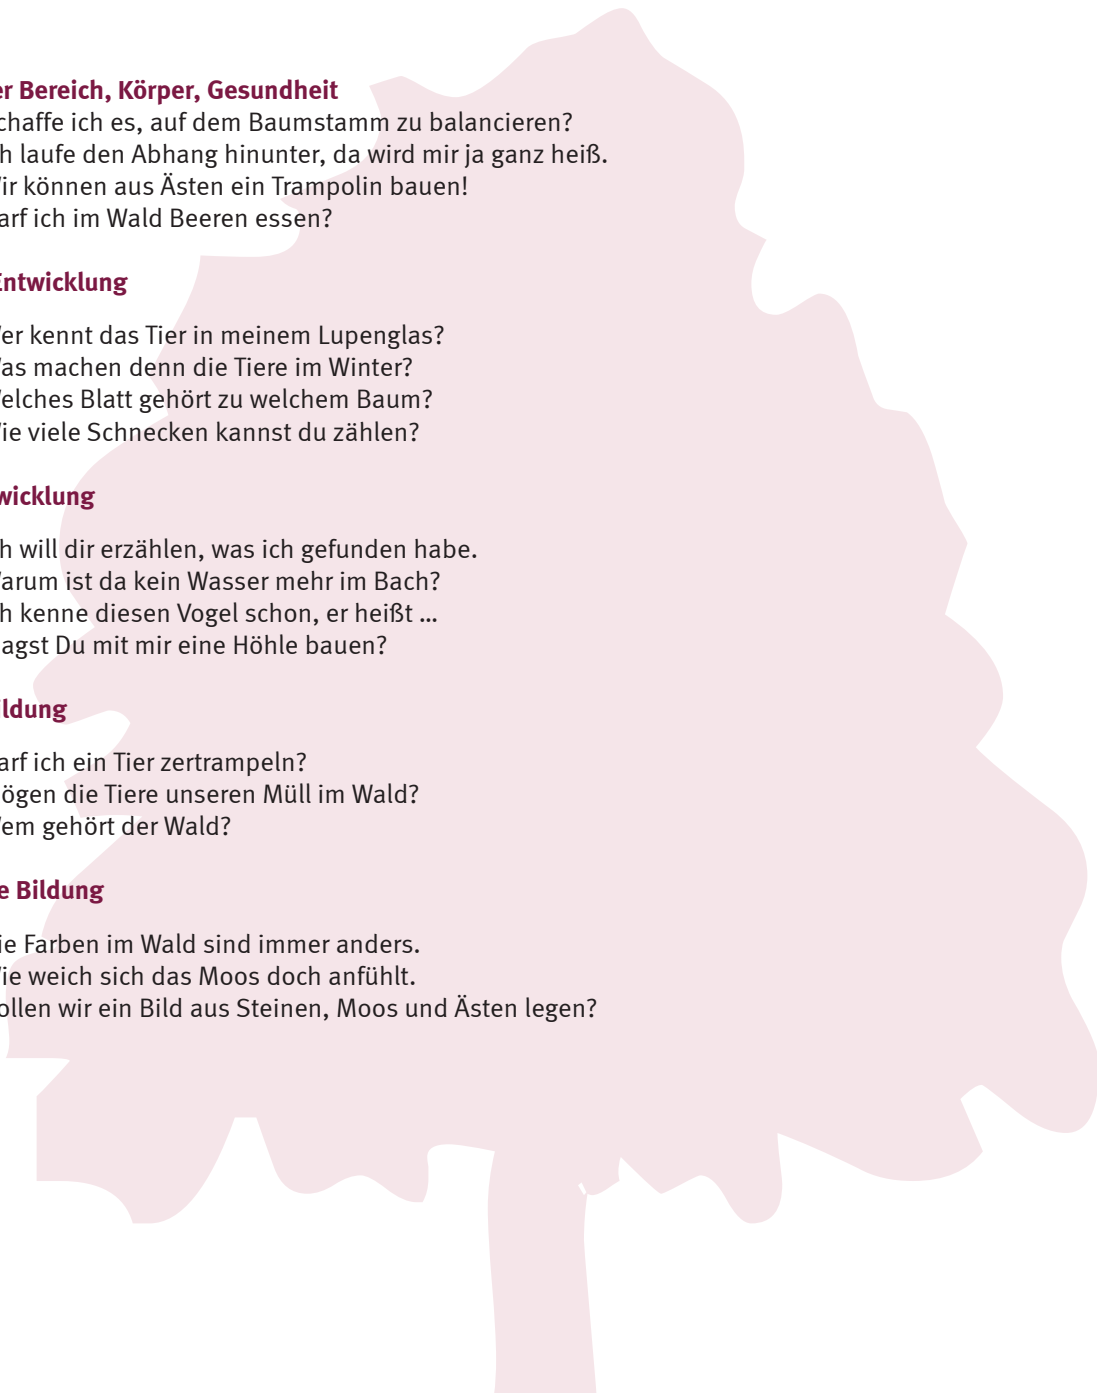 er Bereich, Körper, Gesundheit
chaffe ich es, auf dem Baumstamm zu balancieren?
h laufe den Abhang hinunter, da wird mir ja ganz heiß.
ir können aus Ästen ein Trampolin bauen!
arf ich im Wald Beeren essen?
Entwicklung
er kennt das Tier in meinem Lupenglas?
as machen denn die Tiere im Winter?
elches Blatt gehört zu welchem Baum?
ie viele Schnecken kannst du zählen?
wicklung
h will dir erzählen, was ich gefunden habe.
arum ist da kein Wasser mehr im Bach?
h kenne diesen Vogel schon, er heißt …
agst Du mit mir eine Höhle bauen?
ildung
arf ich ein Tier zertrampeln?
ögen die Tiere unseren Müll im Wald?
em gehört der Wald?
e Bildung
ie Farben im Wald sind immer anders.
ie weich sich das Moos doch anfühlt.
ollen wir ein Bild aus Steinen, Moos und Ästen legen?